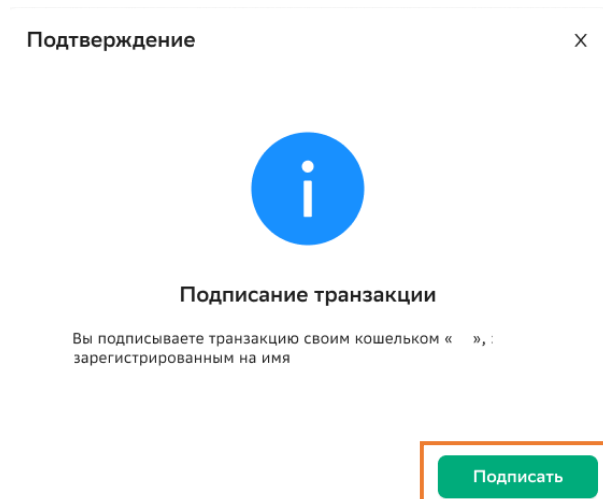 Подтверждение X
Подписание транзакции
Вы подписываете транзакцию своим кошельком « »,
зарегистрированным на имя
Подписать